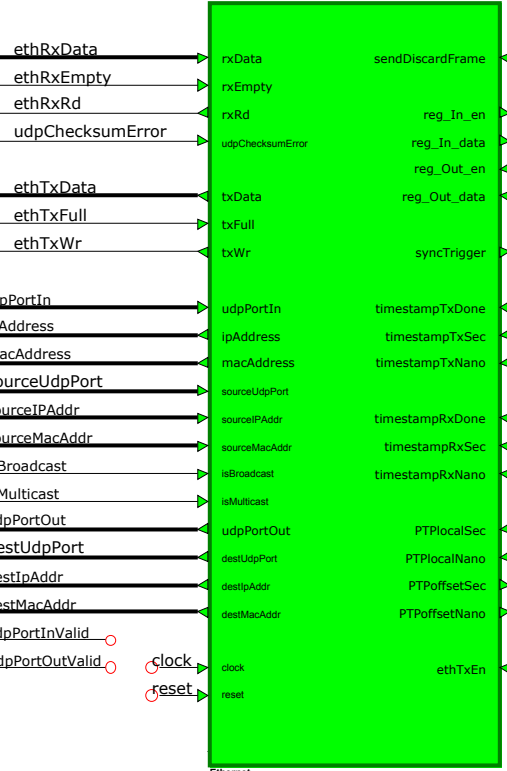 ethRxData
rxData
sendDiscardFrame
ethRxEmpty
rxEmpty
ethRxRd
rxRd
reg_In_en
udpChecksumError
udpChecksumError
reg_In_data
reg_Out_en
ethTxData
txData
reg_Out_data
ethTxFull
txFull
ethTxWr
txWr
syncTrigger
dpPortIn
udpPortIn
timestampTxDone
Address
ipAddress
timestampTxSec
acAddress
macAddress
timestampTxNano
ourceUdpPort
sourceUdpPort
ourceIPAddr
sourceIPAddr
timestampRxDone
ourceMacAddr
sourceMacAddr
timestampRxSec
Broadcast
isBroadcast
timestampRxNano
Multicast
isMulticast
dpPortOut
udpPortOut
PTPlocalSec
estUdpPort
destUdpPort
PTPlocalNano
estIpAddr
destIpAddr
PTPoffsetSec
estMacAddr
destMacAddr
PTPoffsetNano
dpPortInValid
dpPortOutValid
clock
clock
ethTxEn
reset
reset